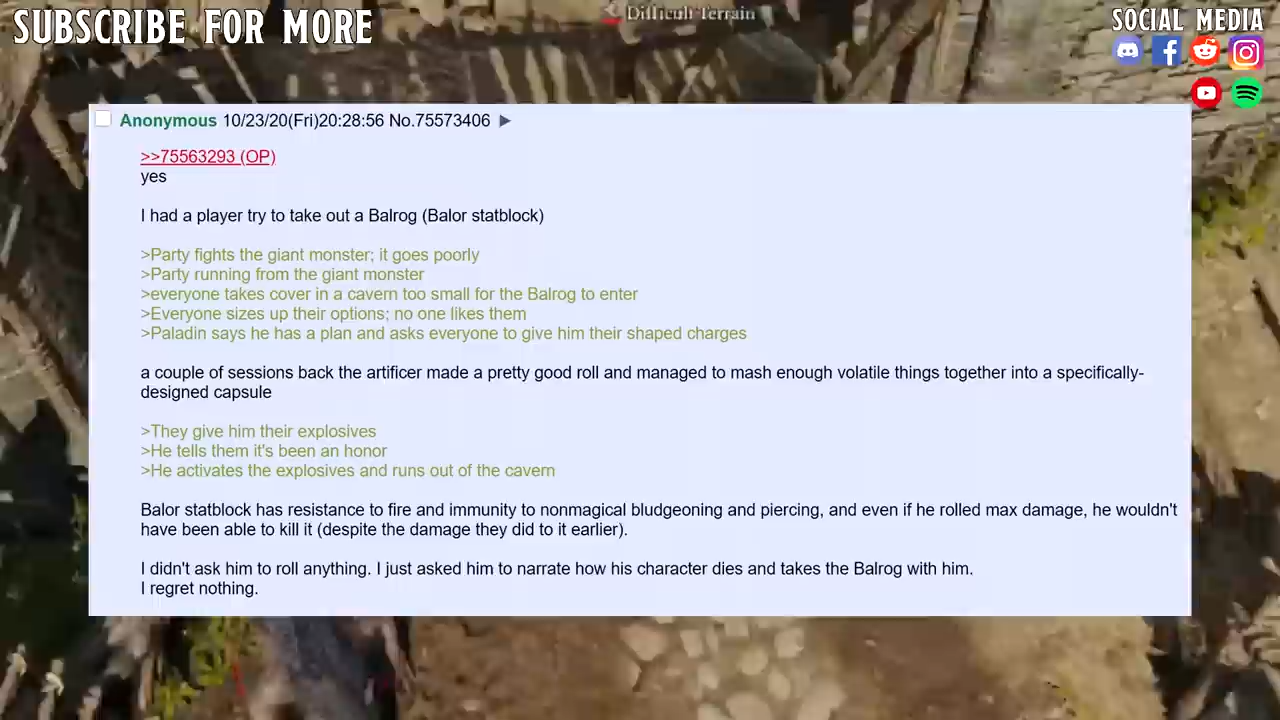 SUBSCRIBE FOR MORE
Difficult Terrain
SOCIAL MEDIA
Anonymous 10/23/20(Fri)20:28:56 No.75573406 ▶
>>75563293 (OP)
yes
I had a player try to take out a Balrog (Balor statblock)
>Party fights the giant monster; it goes poorly
>Party running from the giant monster
>everyone takes cover in a cavern too small for the Balrog to enter
>Everyone sizes up their options; no one likes them
>Paladin says he has a plan and asks everyone to give him their shaped charges
a couple of sessions back the artificer made a pretty good roll and managed to mash enough volatile things together into a specifically-
designed capsule
>They give him their explosives
>He tells them it's been an honor
>He activates the explosives and runs out of the cavern
Balor statblock has resistance to fire and immunity to nonmagical bludgeoning and piercing, and even if he rolled max damage, he wouldn't
have been able to kill it (despite the damage they did to it earlier).
I didn't ask him to roll anything. I just asked him to narrate how his character dies and takes the Balrog with him.
I regret nothing.